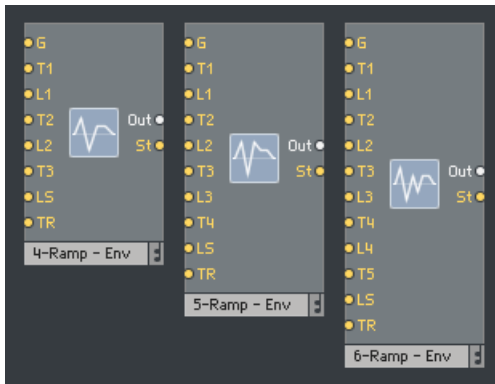 G
T1
L1
T2
L2
T3
LS
TR
Out
St
4-Ramp - Env
G
T1
L1
T2
L2
T3
L3
T4
LS
TR
Out
St
5-Ramp - Env
G
T1
L1
T2
L2
T3
L3
T4
L4
T5
LS
TR
Out
St
6-Ramp - Env